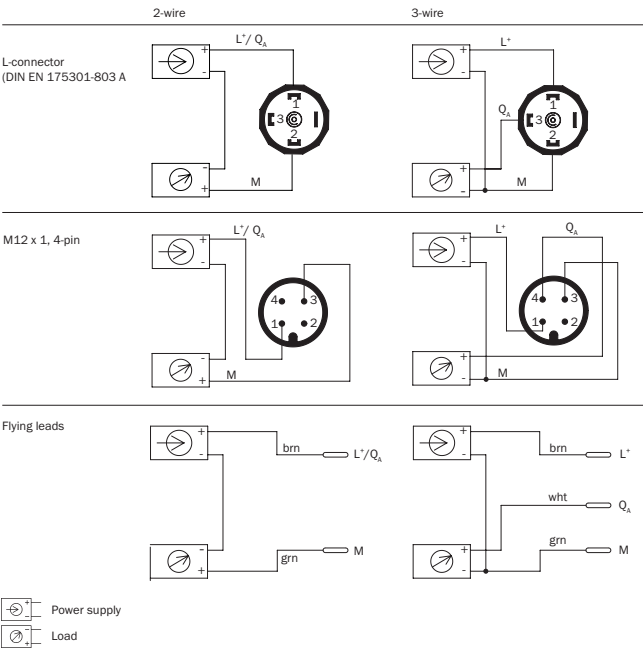 2-wire 3-wire
L-connector
(DIN EN 175301-803 A
+ L⁺/ Q_A
-
1
3
2
-
+ M
+ L⁺
-
Q_A
1
3
2
+
- M
M12 x 1, 4-pin
+ L⁺/ Q_A
-
4 3
1 2
-
+ M
+ L⁺ Q_A
-
4 3
1 2
+
- M
Flying leads
+ brn L⁺/Q_A
-
-
+ grn M
+ brn L⁺
-
wht Q_A
+ grn M
-
+
- Power supply
-
+ Load